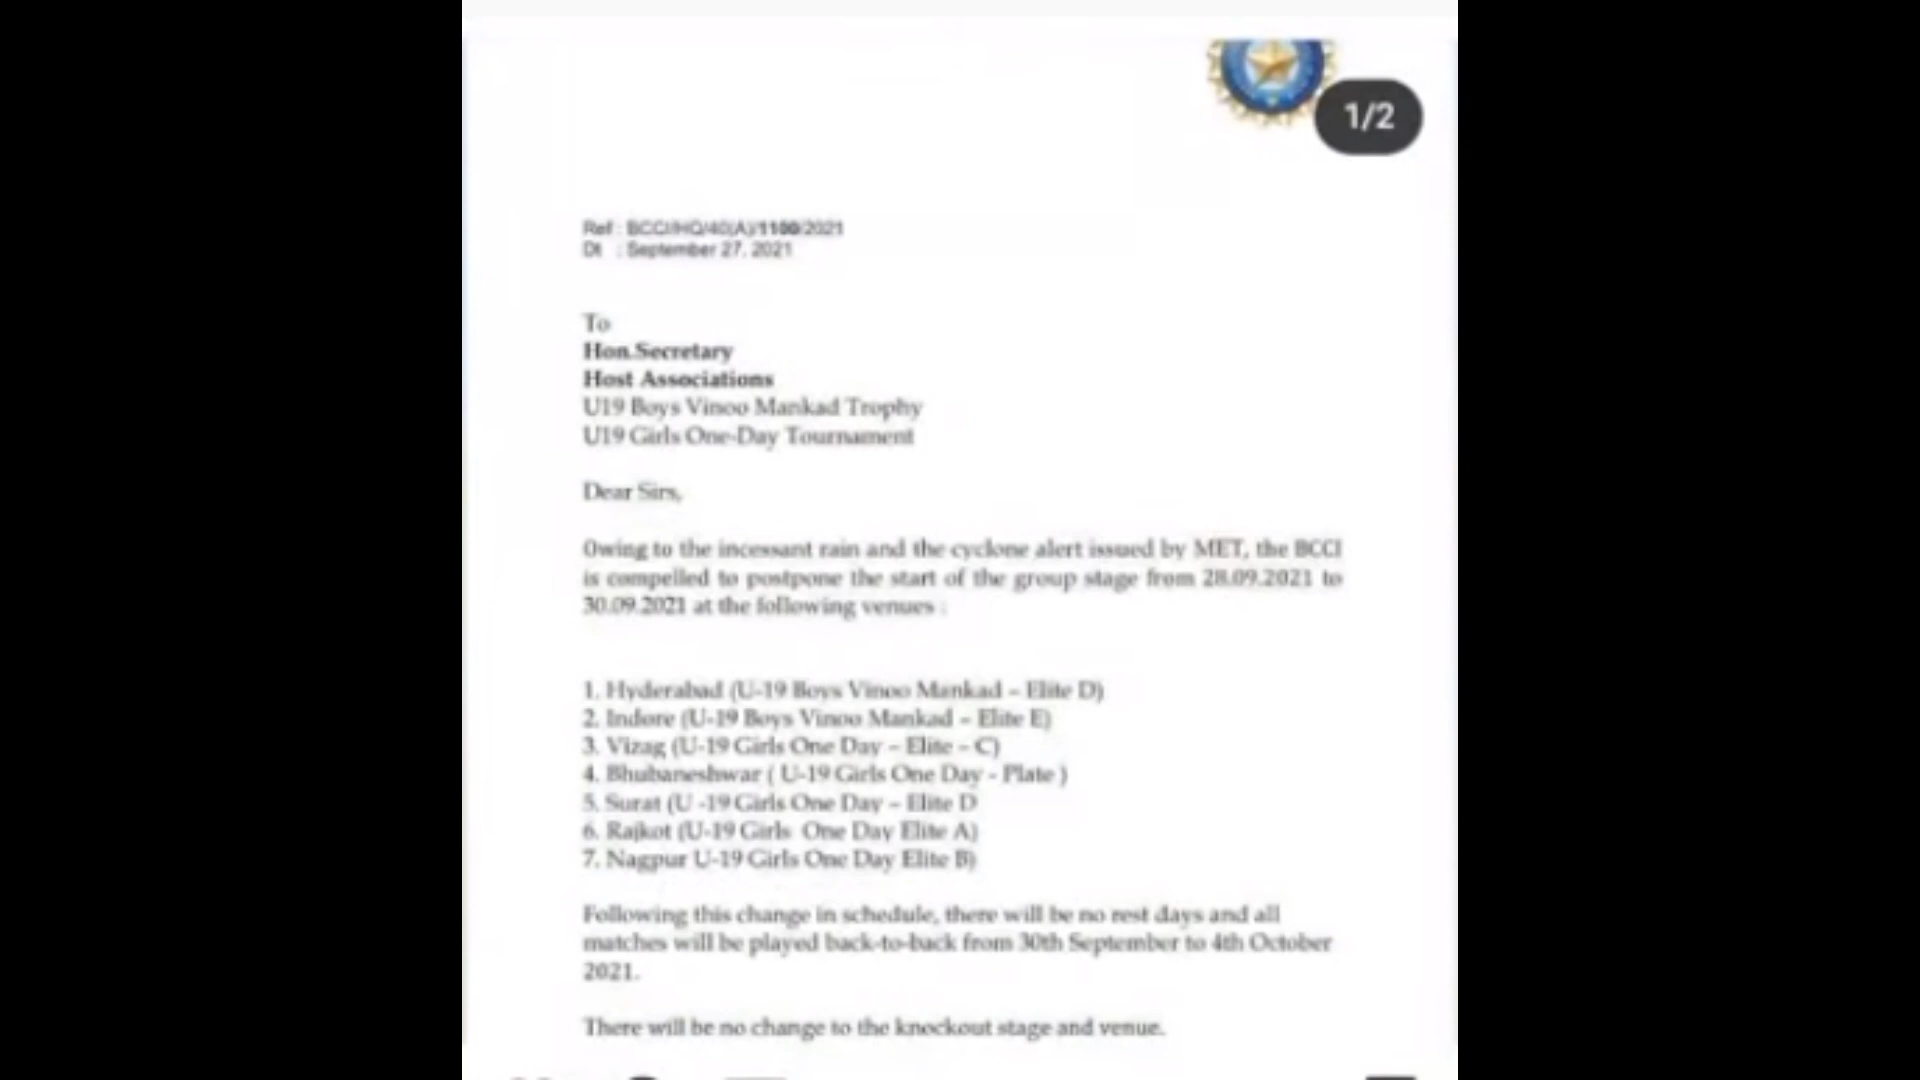 1/2
Ref : BCCI/HQ/40(A)/1100/2021
Dt : September 27, 2021
To
Hon.Secretary
Host Associations
U19 Boys Vinoo Mankad Trophy
U19 Girls One-Day Tournament
Dear Sirs,
Owing to the incessant rain and the cyclone alert issued by MET, the BCCI
is compelled to postpone the start of the group stage from 28.09.2021 to
30.09.2021 at the following venues :
1. Hyderabad (U-19 Boys Vinoo Mankad – Elite D)
2. Indore (U-19 Boys Vinoo Mankad – Elite E)
3. Vizag (U-19 Girls One Day – Elite – C)
4. Bhubaneshwar ( U-19 Girls One Day - Plate )
5. Surat (U -19 Girls One Day – Elite D
6. Rajkot (U-19 Girls One Day Elite A)
7. Nagpur U-19 Girls One Day Elite B)
Following this change in schedule, there will be no rest days and all
matches will be played back-to-back from 30th September to 4th October
2021.
There will be no change to the knockout stage and venue.